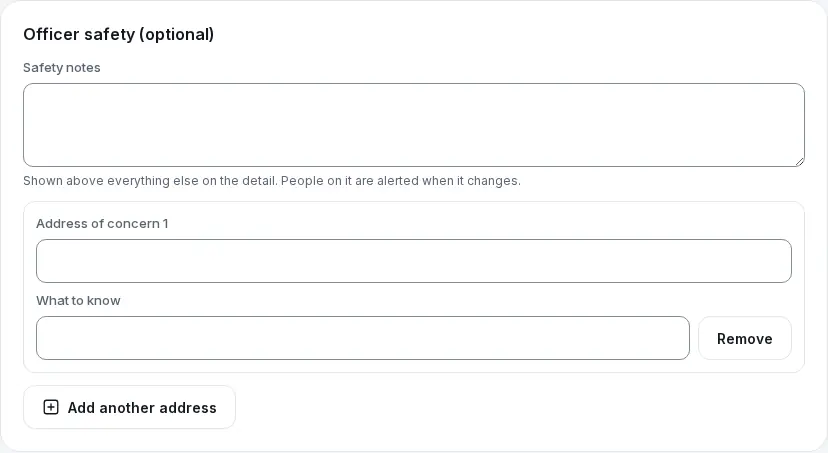 Officer safety (optional)
Safety notes
Shown above everything else on the detail. People on it are alerted when it changes.
Address of concern 1
What to know
Remove
Add another address